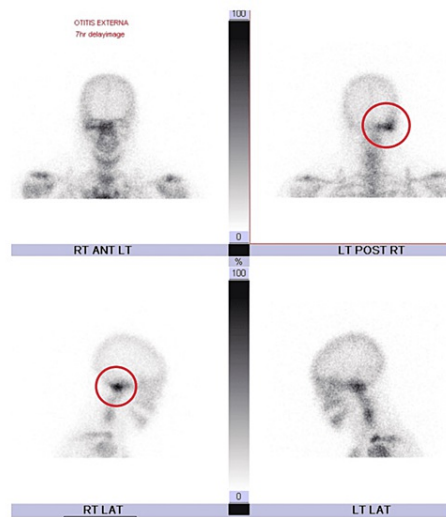 OTITIS EXTERNA
7hr delayimage
100
0
RT ANT LT
LT POST RT
%
100
0
RT LAT
LT LAT